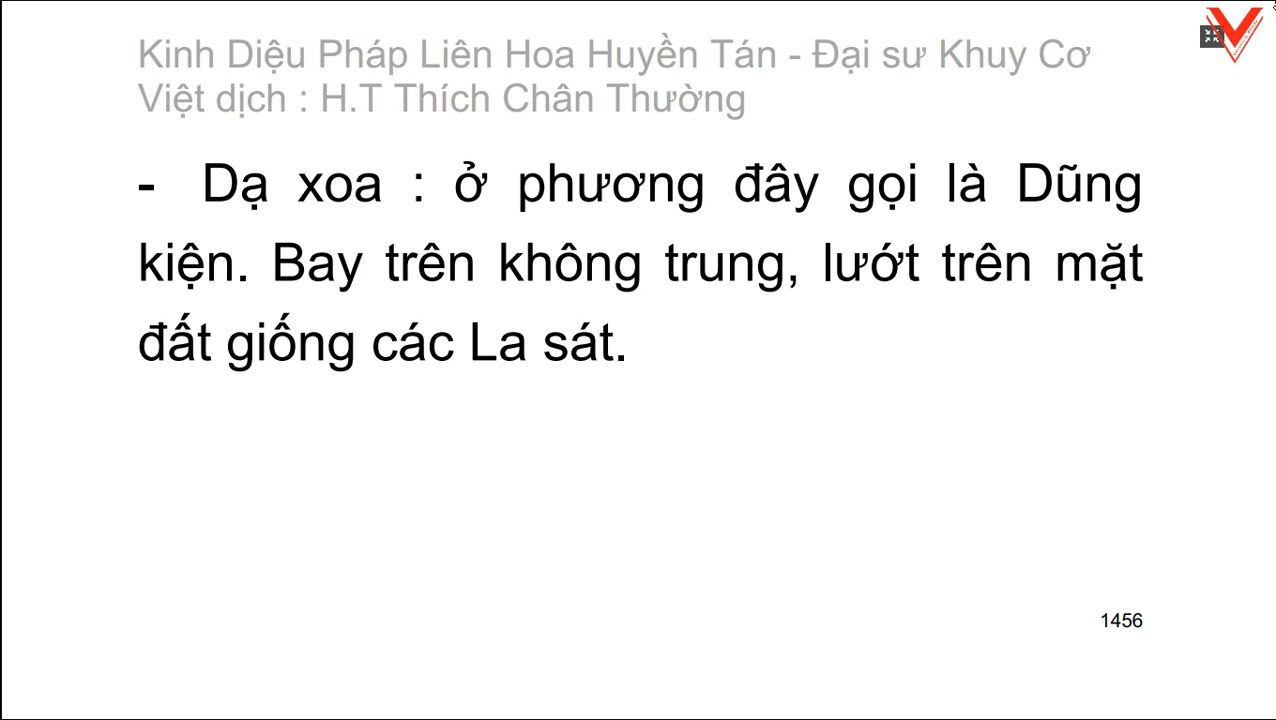 Kinh Diệu Pháp Liên Hoa Huyền Tán - Đại sư Khuy Cơ
Việt dịch : H.T Thích Chân Thường
- Dạ xoa : ở phương đây gọi là Dũng
kiện. Bay trên không trung, lướt trên mặt
đất giống các La sát.
1456